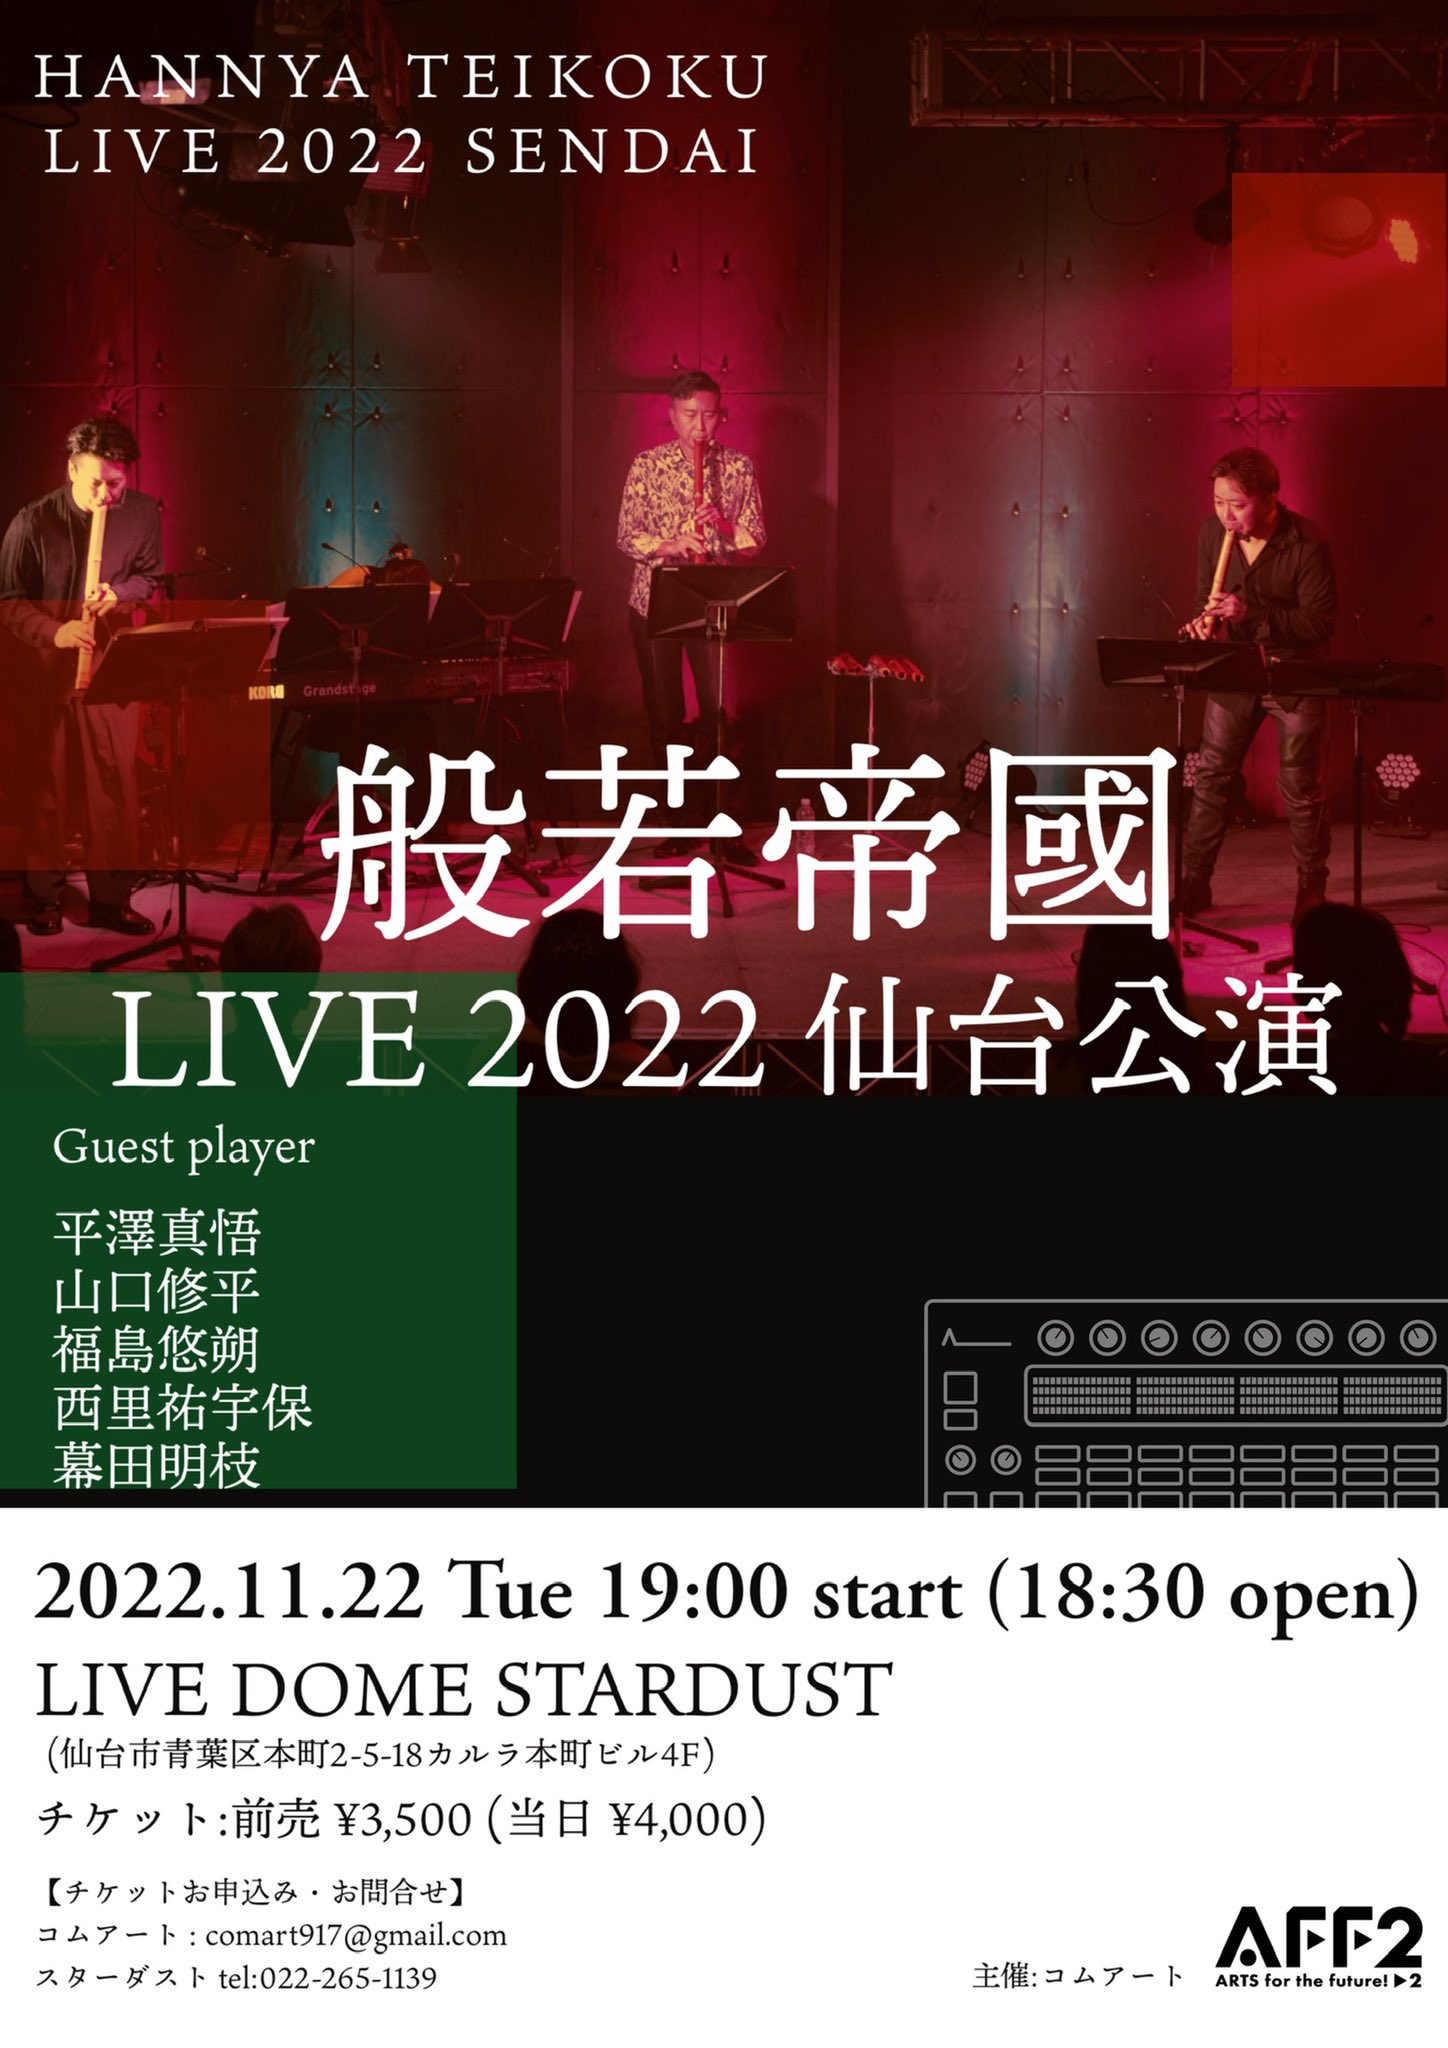 HANNYA TEIKOKU
LIVE 2022 SENDAI
KORG Grandstage
般若帝國
LIVE 2022 仙台公演
Guest player
平澤真悟
山口修平
福島悠朔
西里祐宇保
幕田明枝
2022.11.22 Tue 19:00 start (18:30 open)
LIVE DOME STARDUST
(仙台市青葉区本町2-5-18カルラ本町ビル4F)
チケット:前売 ¥3,500 (当日 ¥4,000)
【チケットお申込み・お問合せ】
コムアート : comart917@gmail.com
スターダスト tel:022-265-1139
主催:コムアート
AFF2
ARTS for the future! ▶2